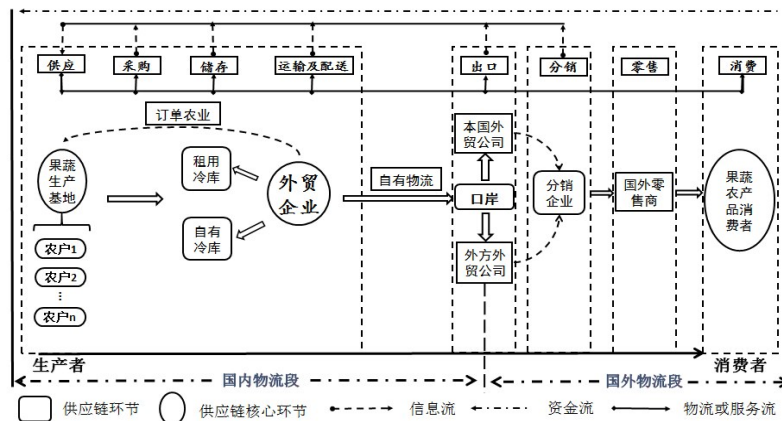 供应
采购
储存
运输及配送
出口
分销
零售
消费
订单农业
果蔬
生产
基地
租用
冷库
自有
冷库
外贸
企业
自有物流
本国外
贸公司
口岸
外方外
贸公司
分销
企业
国外零
售商
果蔬
农产
品消
费者
农户1
农户2
⋮
农户n
生产者
消费者
国内物流段
国外物流段
供应链环节
供应链核心环节
信息流
资金流
物流或服务流